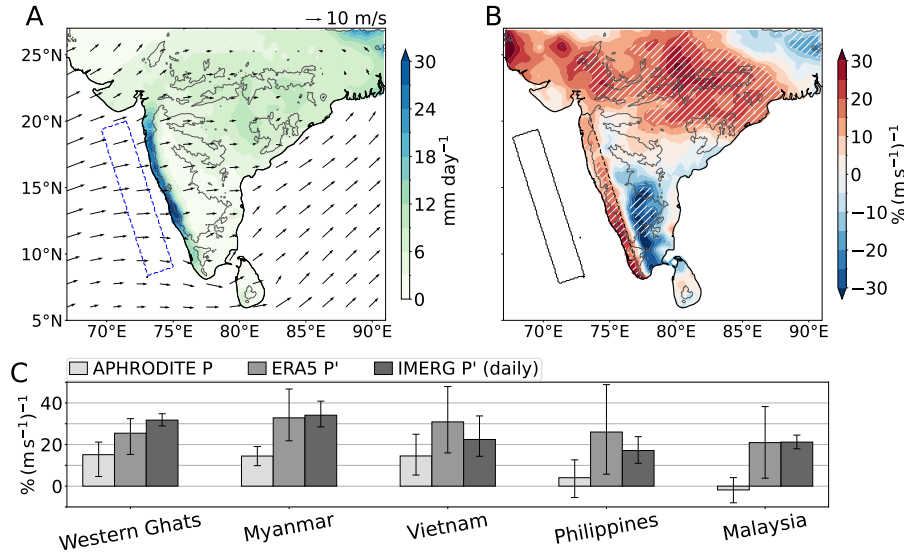 A
10 m/s
B
25°N
20°N
15°N
10°N
5°N
70°E 75°E 80°E 85°E 90°E
30
24
18
12
6
0
mm day⁻¹
70°E 75°E 80°E 85°E 90°E
30
20
10
0
−10
−20
−30
% (m s⁻¹)⁻¹
C
APHRODITE P ERA5 P' IMERG P' (daily)
% (m s⁻¹)⁻¹
40
20
0
Western Ghats Myanmar Vietnam Philippines Malaysia